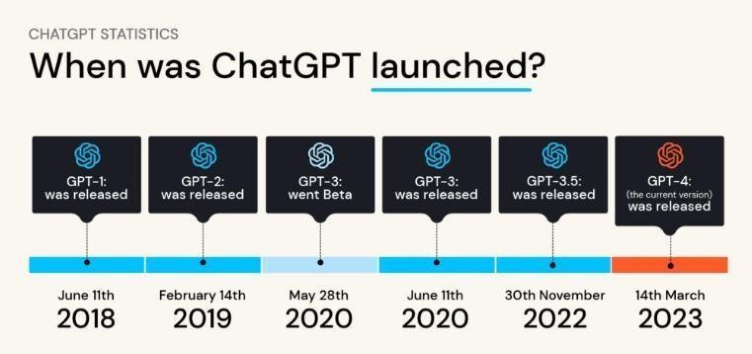 CHATGPT STATISTICS
When was ChatGPT launched?
GPT-1:
was released
GPT-2:
was released
GPT-3:
went Beta
GPT-3:
was released
GPT-3.5:
was released
GPT-4:
(the current version)
was released
June 11th
2018
February 14th
2019
May 28th
2020
June 11th
2020
30th November
2022
14th March
2023